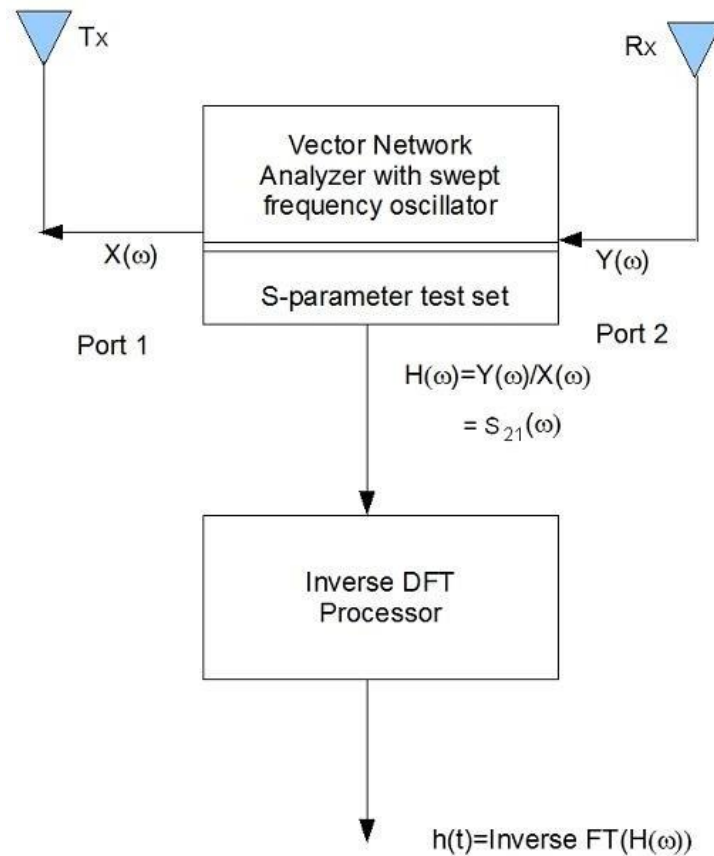 Tx
Rx
Vector Network
Analyzer with swept
frequency oscillator
X(ω)
Y(ω)
S-parameter test set
Port 1
Port 2
H(ω)=Y(ω)/X(ω)
= S21(ω)
Inverse DFT
Processor
h(t)=Inverse FT(H(ω))